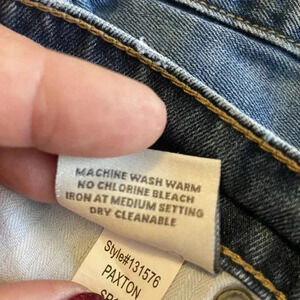 MACHINE WASH WARM
NO CHLORINE BLEACH
IRON AT MEDIUM SETTING
DRY CLEANABLE
Style#131576
PAXTON